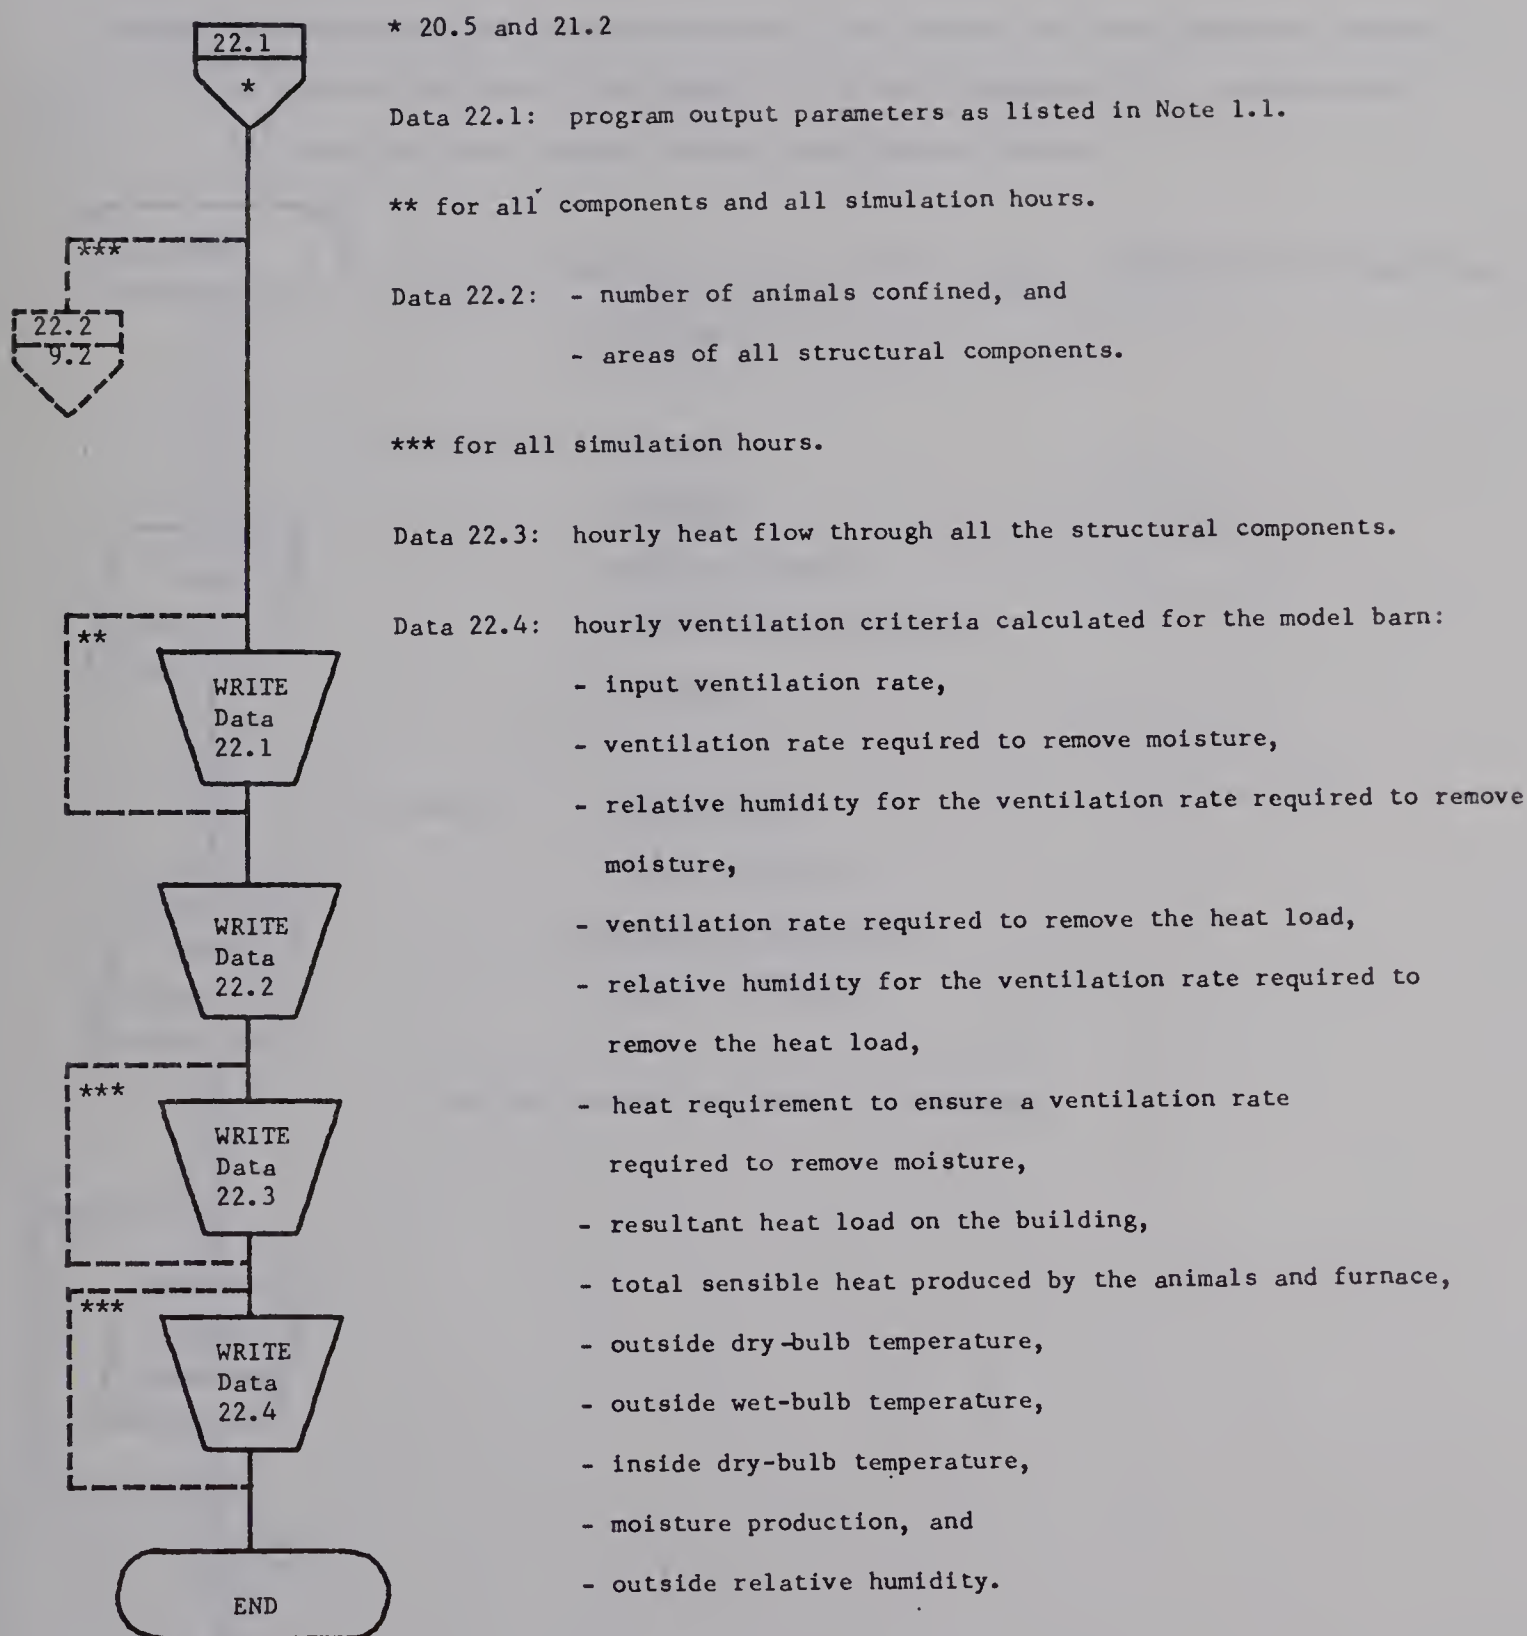 22.1
*
* 20.5 and 21.2
Data 22.1: program output parameters as listed in Note 1.1.
** for all components and all simulation hours.
***
22.2
9.2
Data 22.2: - number of animals confined, and
- areas of all structural components.
*** for all simulation hours.
Data 22.3: hourly heat flow through all the structural components.
Data 22.4: hourly ventilation criteria calculated for the model barn:
- input ventilation rate,
- ventilation rate required to remove moisture,
- relative humidity for the ventilation rate required to remove
moisture,
- ventilation rate required to remove the heat load,
- relative humidity for the ventilation rate required to
remove the heat load,
- heat requirement to ensure a ventilation rate
required to remove moisture,
- resultant heat load on the building,
- total sensible heat produced by the animals and furnace,
- outside dry-bulb temperature,
- outside wet-bulb temperature,
- inside dry-bulb temperature,
- moisture production, and
- outside relative humidity.
**
WRITE
Data
22.1
WRITE
Data
22.2
***
WRITE
Data
22.3
***
WRITE
Data
22.4
END